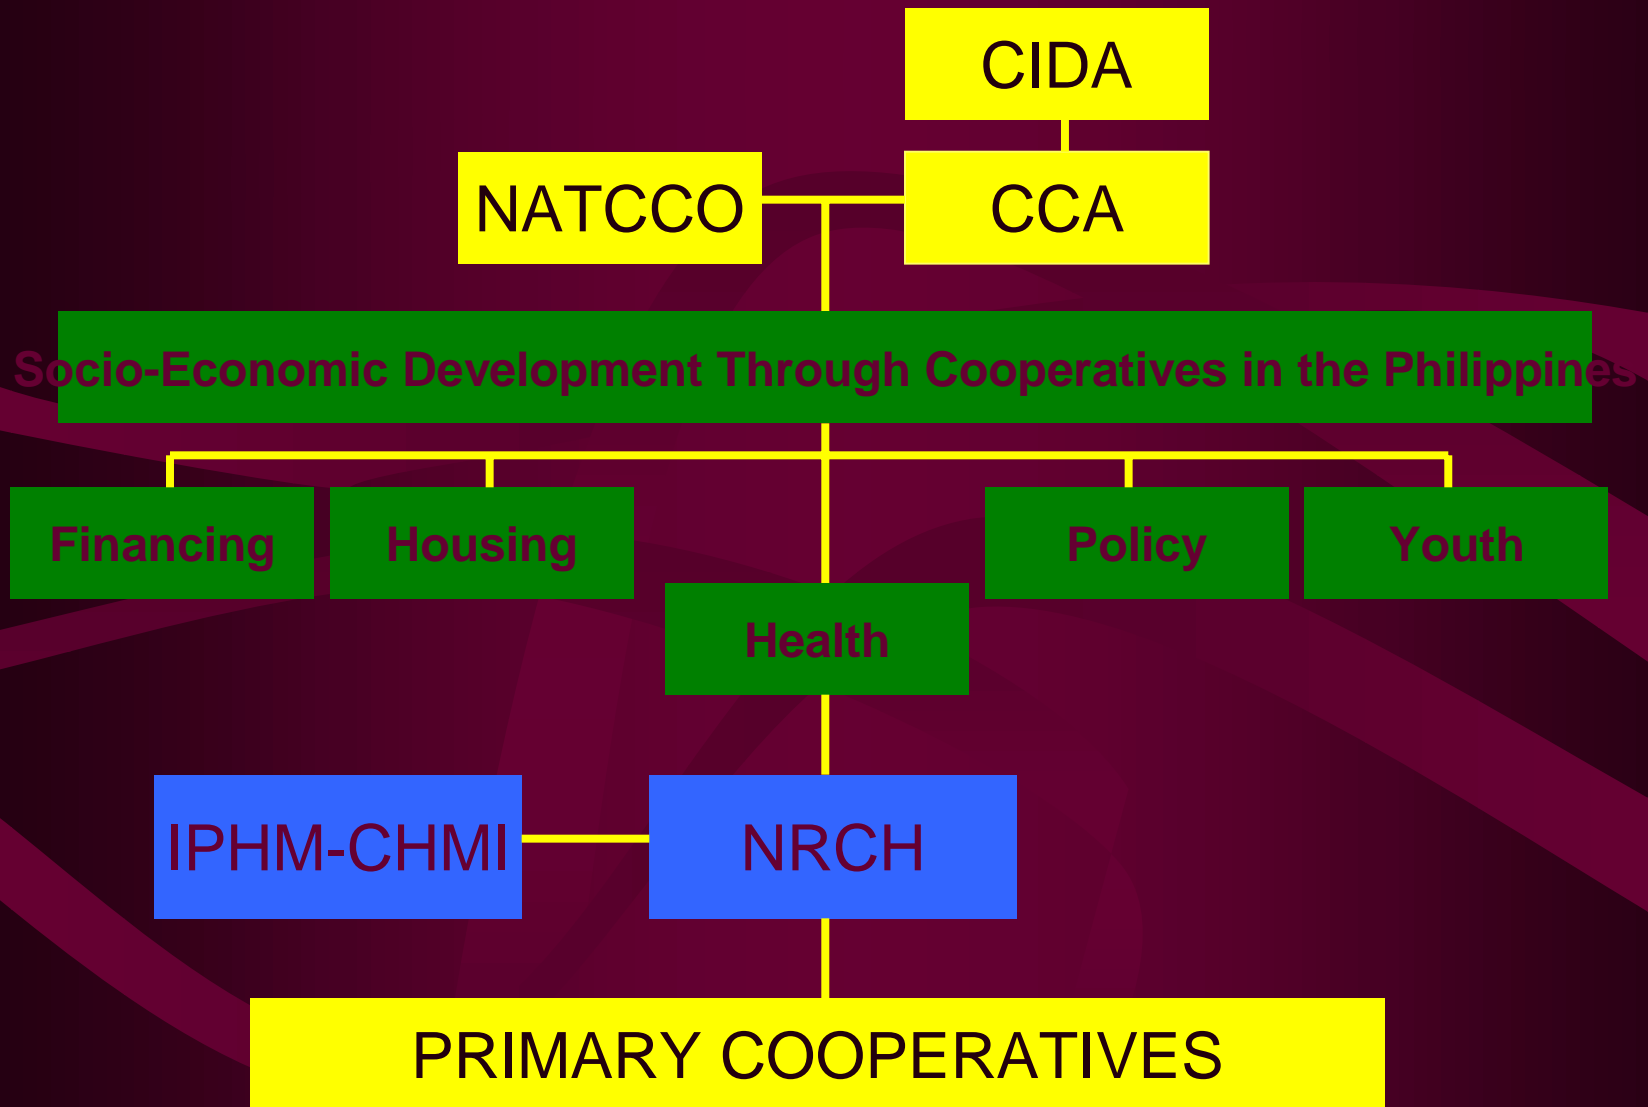 CIDA
NATCCO
CCA
Socio-Economic Development Through Cooperatives in the Philippines
Financing
Housing
Policy
Youth
Health
IPHM-CHMI
NRCH
PRIMARY COOPERATIVES